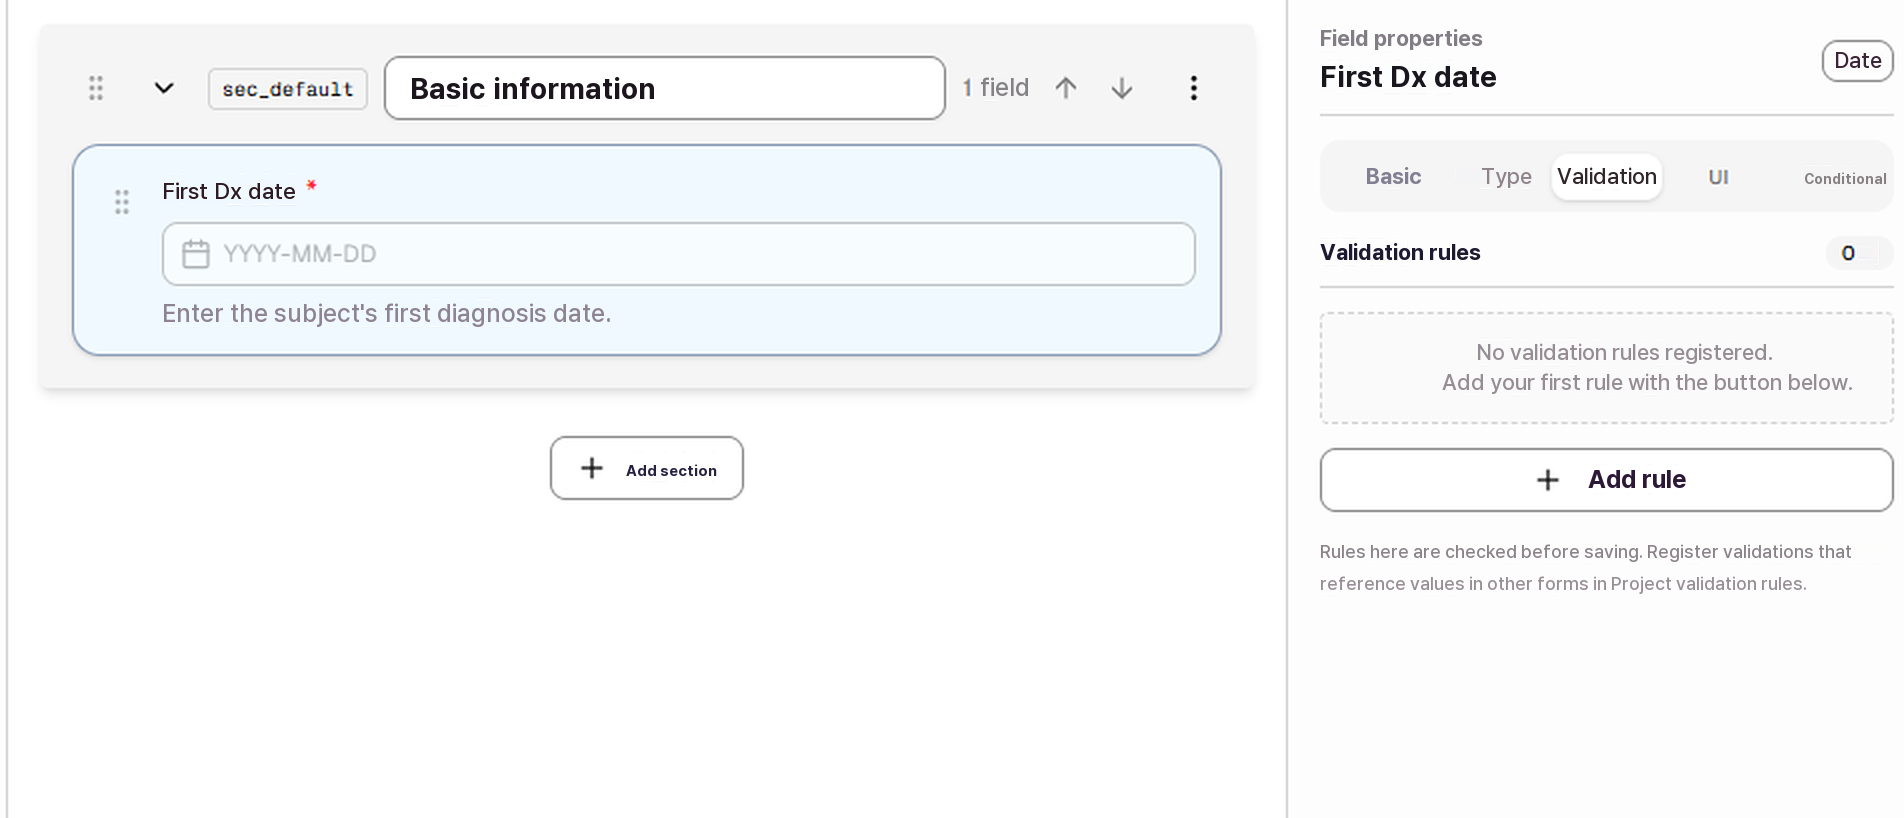 sec_default
Basic information
1 field
First Dx date *
YYYY-MM-DD
Enter the subject's first diagnosis date.
Add section
Field properties
First Dx date
Date
Basic
Type
Validation
UI
Conditional
Validation rules
0
No validation rules registered.
Add your first rule with the button below.
Add rule
Rules here are checked before saving. Register validations that
reference values in other forms in Project validation rules.